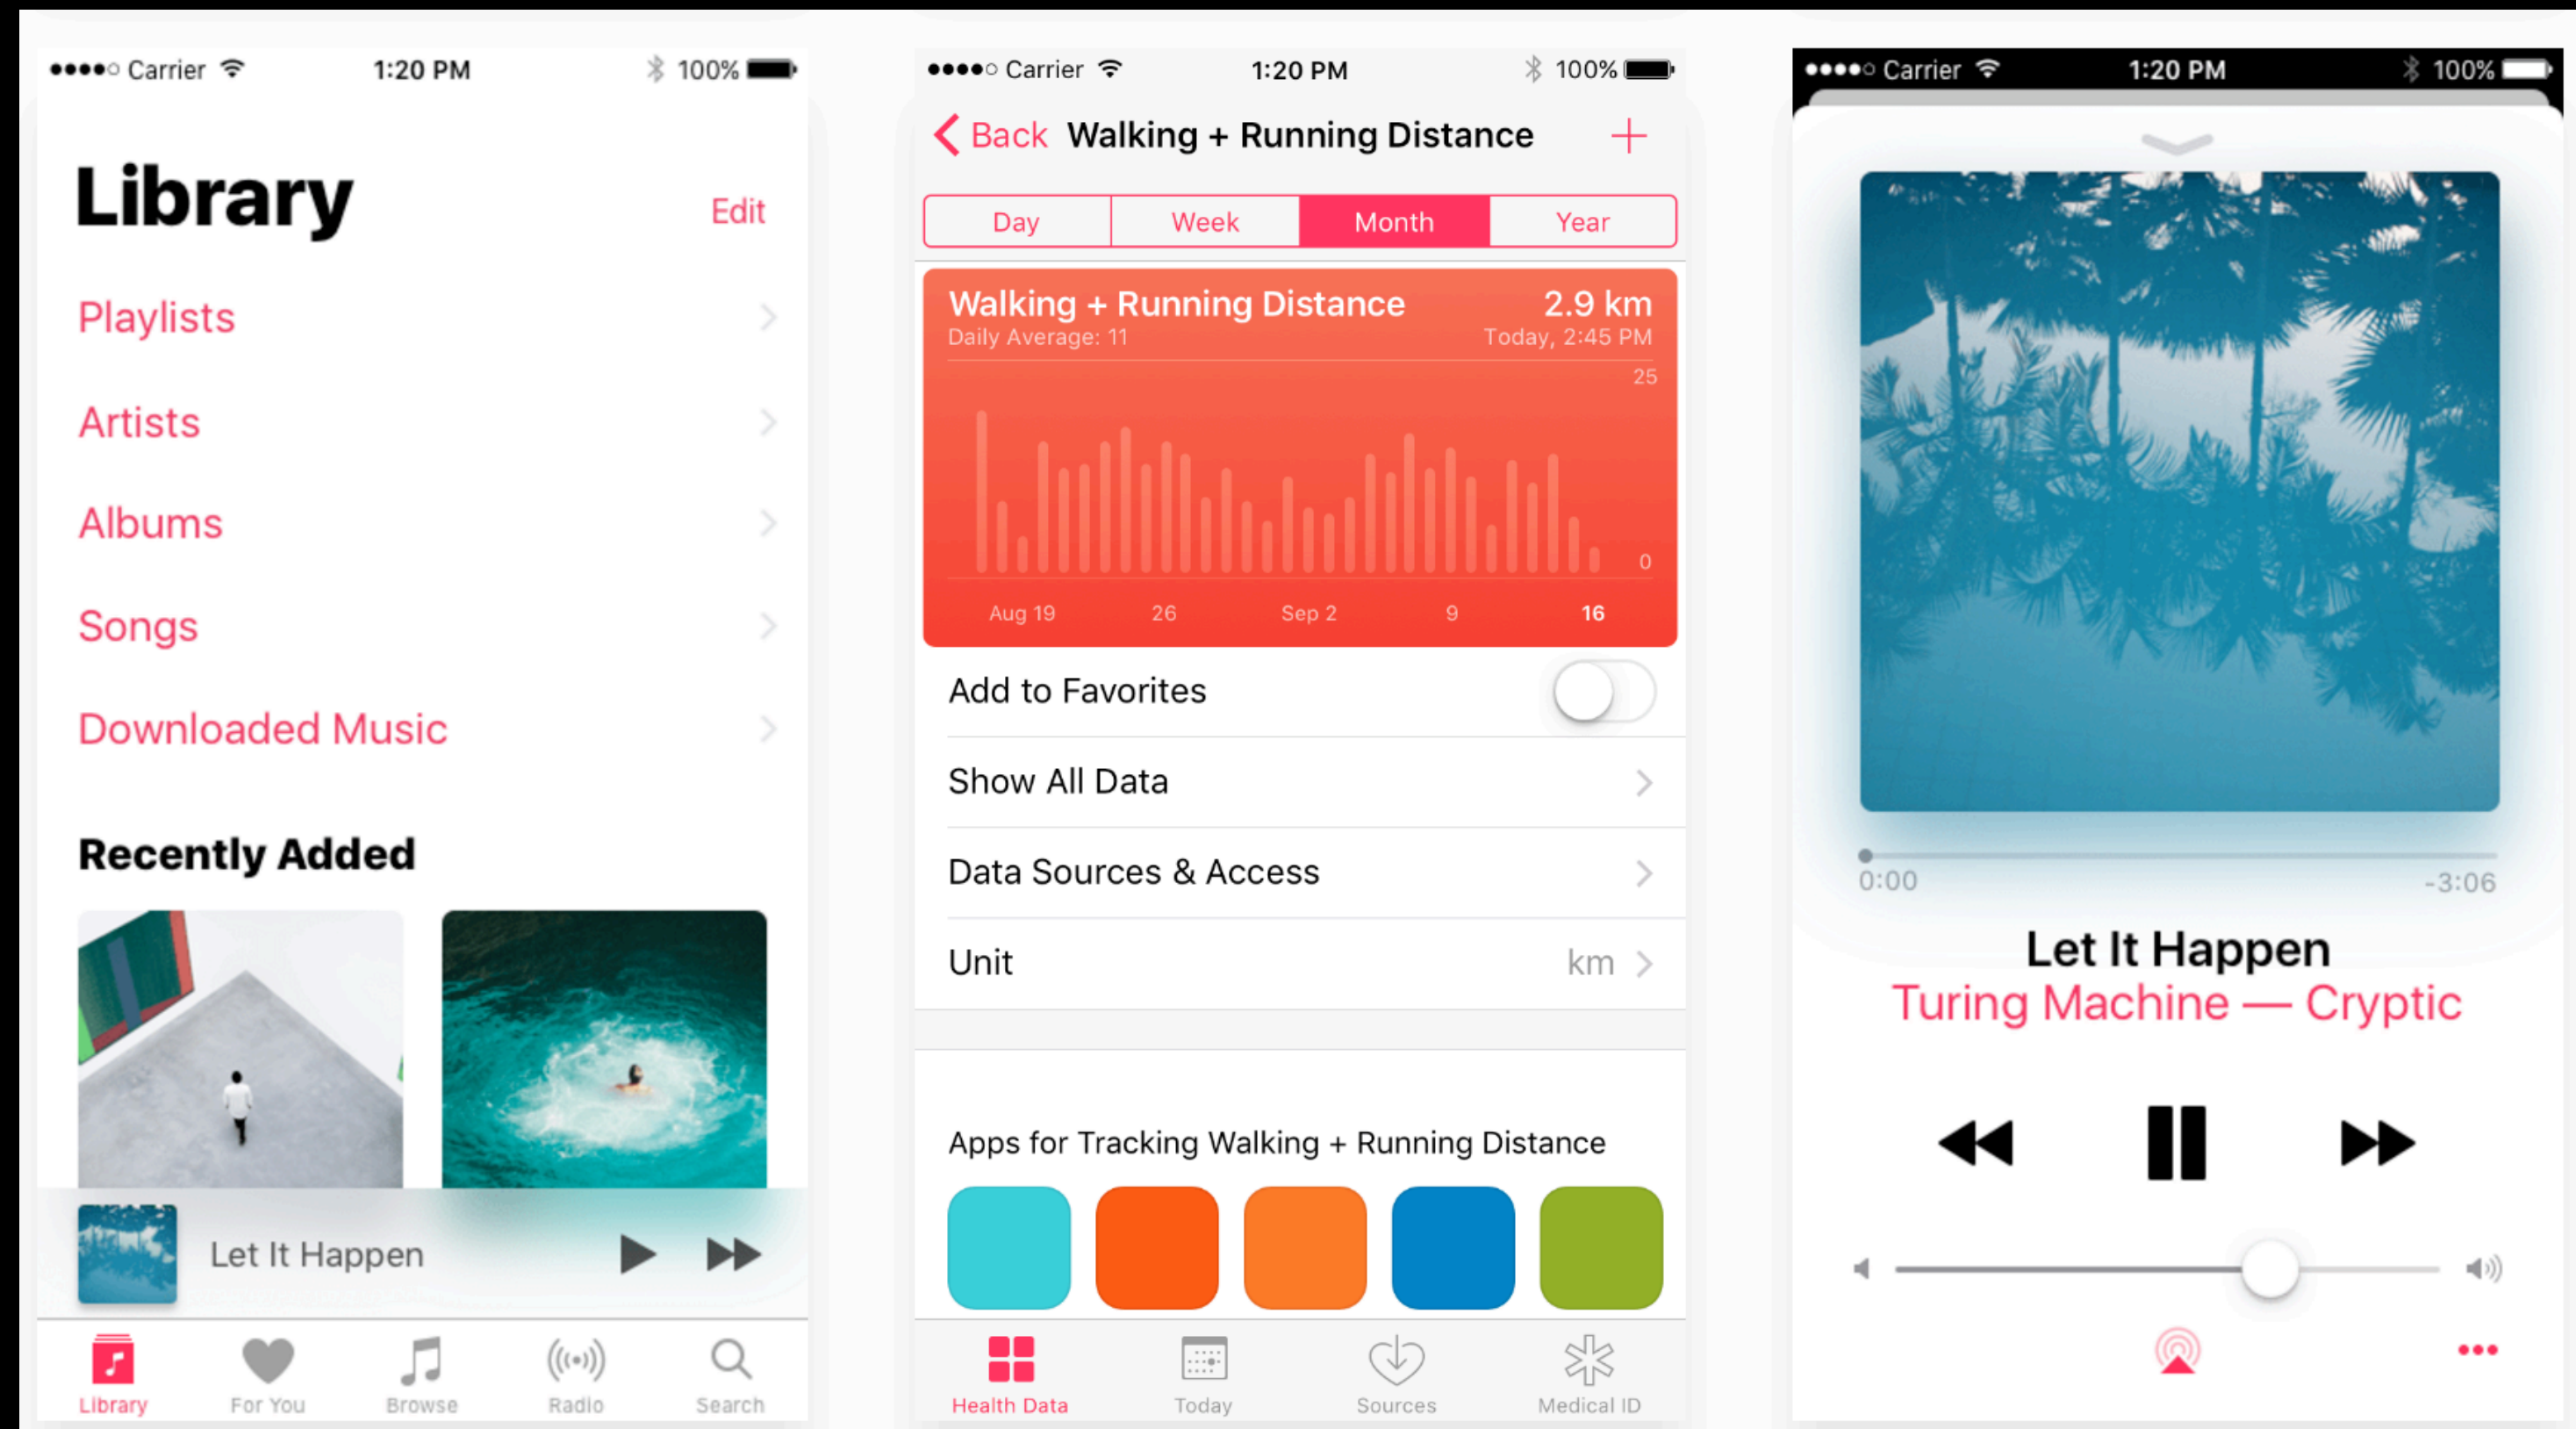 Carrier 1:20 PM 100%
Library Edit
Playlists
Artists
Albums
Songs
Downloaded Music
Recently Added
Let It Happen
Library For You Browse Radio Search
Carrier 1:20 PM 100%
Back Walking + Running Distance +
Day Week Month Year
Walking + Running Distance 2.9 km
Daily Average: 11 Today, 2:45 PM
25
0
Aug 19 26 Sep 2 9 16
Add to Favorites
Show All Data
Data Sources & Access
Unit km
Apps for Tracking Walking + Running Distance
Health Data Today Sources Medical ID
Carrier 1:20 PM 100%
0:00 -3:06
Let It Happen
Turing Machine — Cryptic